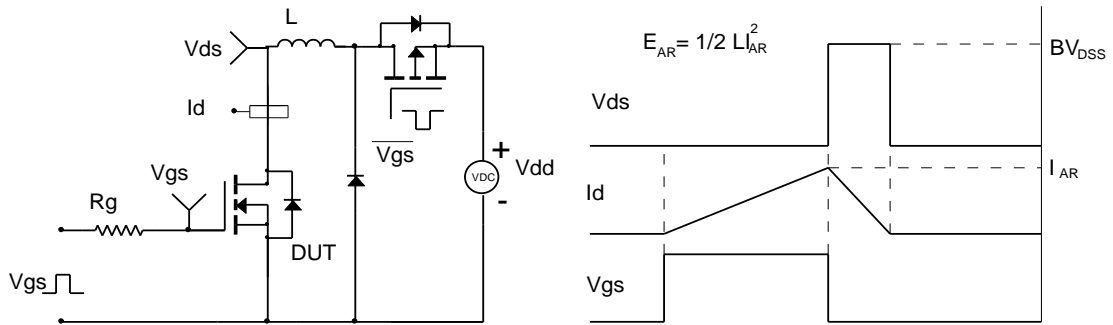 L
Vds
Id
Vgs
Rg
Vgs
DUT
Vgs
VDC
+
-
Vdd
E_AR = 1/2 LI_AR^2
BV_DSS
Vds
I_AR
Id
Vgs